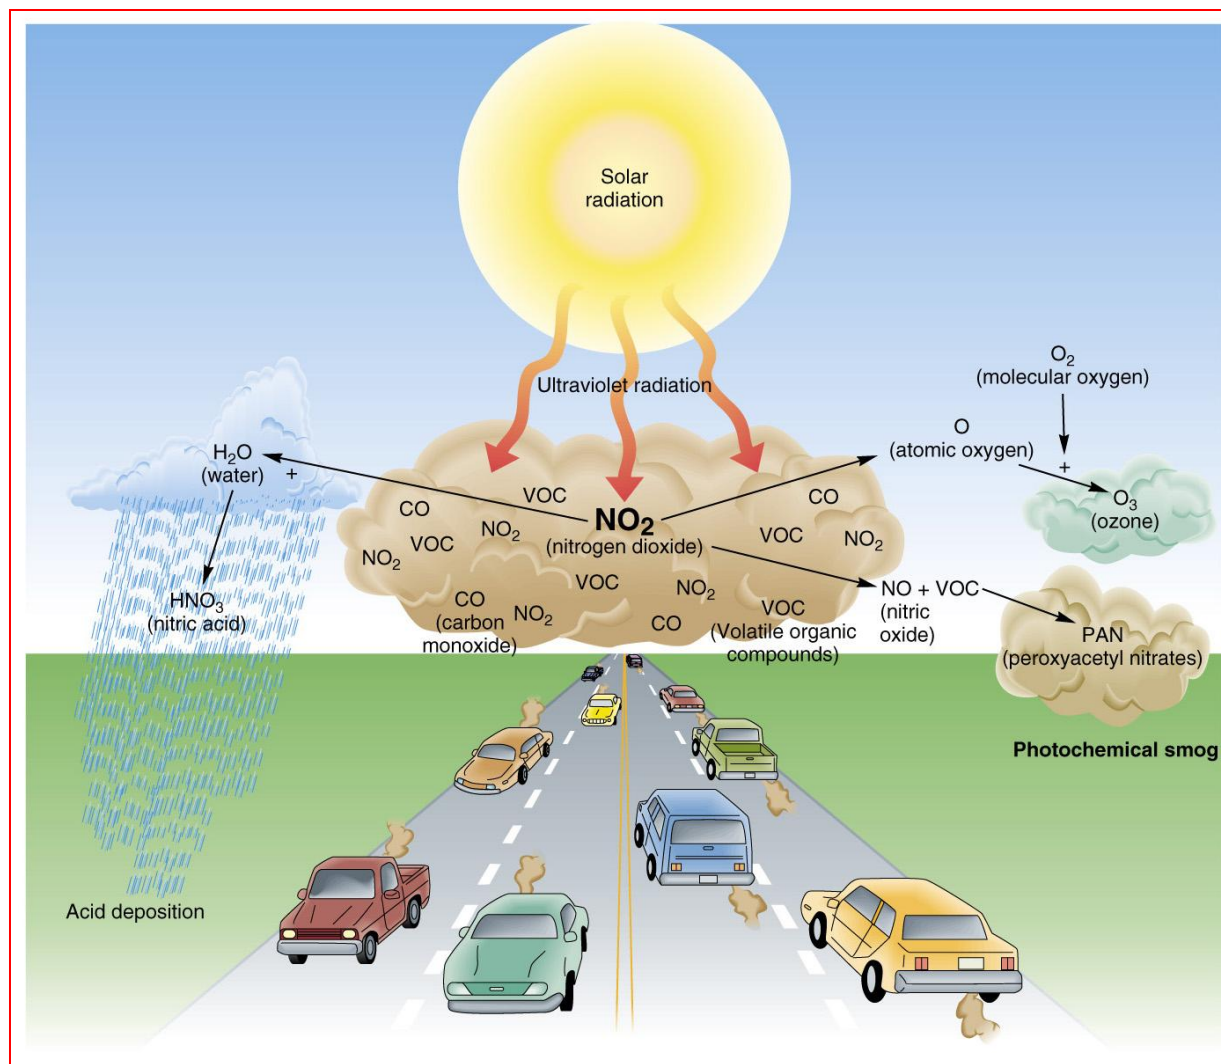 Solar
radiation
Ultraviolet radiation
O₂
(molecular oxygen)
O
(atomic oxygen)
+
O₃
(ozone)
H₂O
(water)
+
HNO₃
(nitric acid)
Acid deposition
CO
VOC
NO₂
NO₂
VOC
NO₂
(nitrogen dioxide)
CO
VOC
NO₂
VOC
NO₂
CO
(carbon
monoxide)
NO₂
CO
VOC
(Volatile organic
compounds)
NO + VOC
(nitric
oxide)
PAN
(peroxyacetyl nitrates)
Photochemical smog